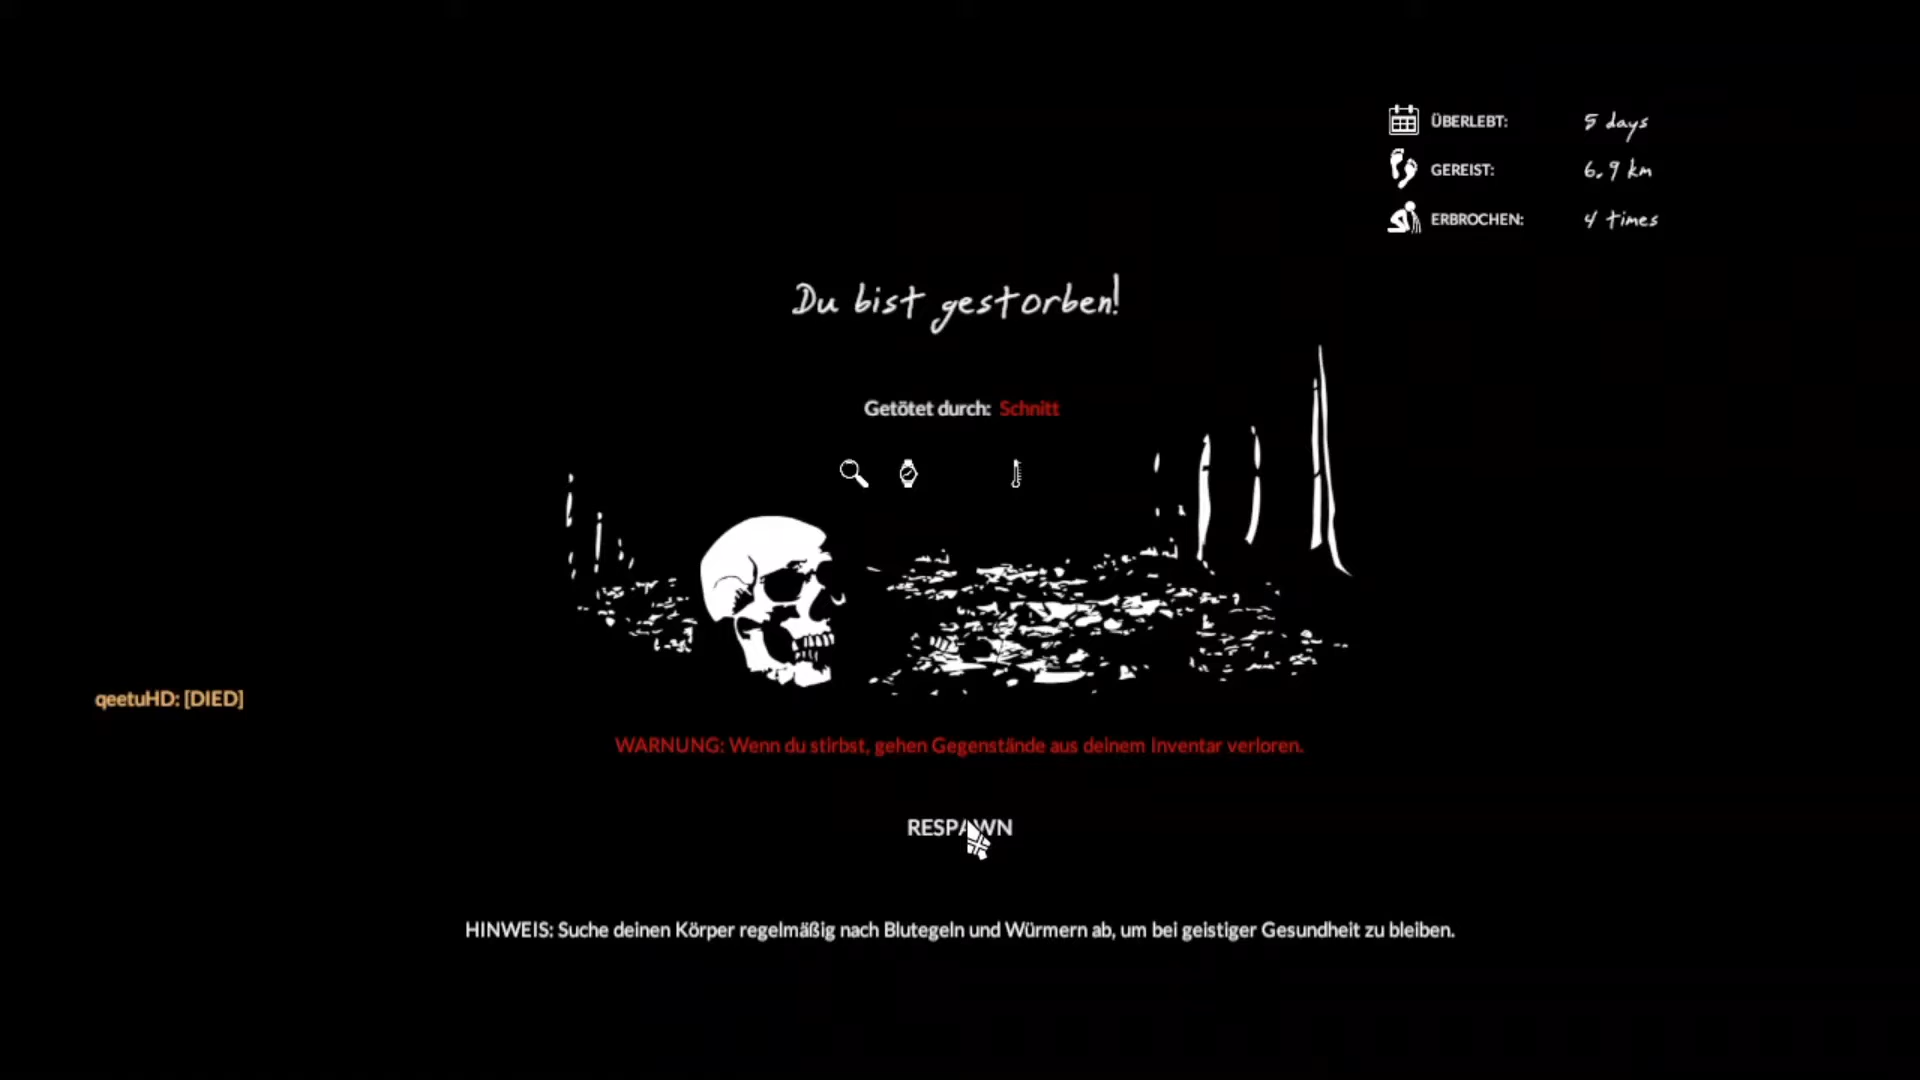 ÜBERLEBT: 5 days
GEREIST: 6.9 km
ERBROCHEN: 4 times
Du bist gestorben!
Getötet durch: Schnitt
qeetuHD: [DIED]
WARNUNG: Wenn du stirbst, gehen Gegenstände aus deinem Inventar verloren.
RESPAWN
HINWEIS: Suche deinen Körper regelmäßig nach Blutegeln und Würmern ab, um bei geistiger Gesundheit zu bleiben.